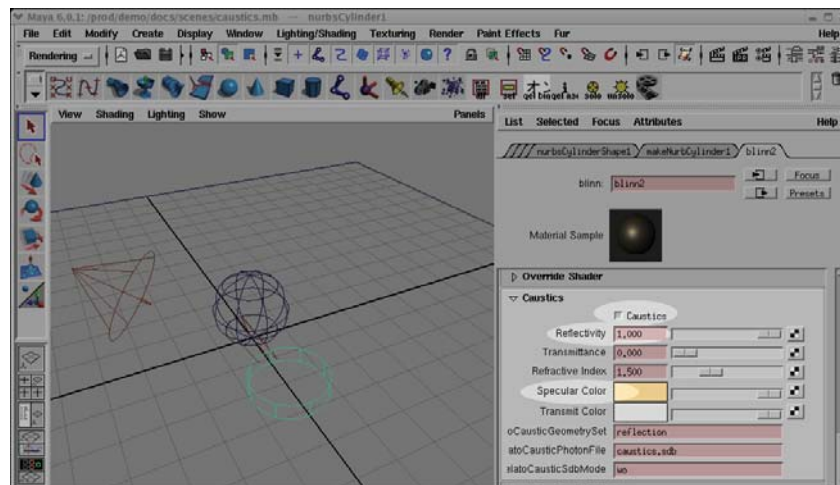 Maya 6.0.1: /prod/demo/docs/scenes/caustics.mb --- nurbsCylinder1
File Edit Modify Create Display Window Lighting/Shading Texturing Render Paint Effects Fur Help
Rendering
View Shading Lighting Show Panels
List Selected Focus Attributes Help
nurbsCylinderShape1 makeNurbCylinder1 blinn2
blinn: blinn2
Focus
Presets
Material Sample
Override Shader
Caustics
Caustics
Reflectivity 1.000
Transmittance 0.000
Refractive Index 1.500
Specular Color
Transmit Color
oCausticGeometrySet reflection
atoCausticPhotonFile caustics.sdb
elatoCausticSdbMode wo